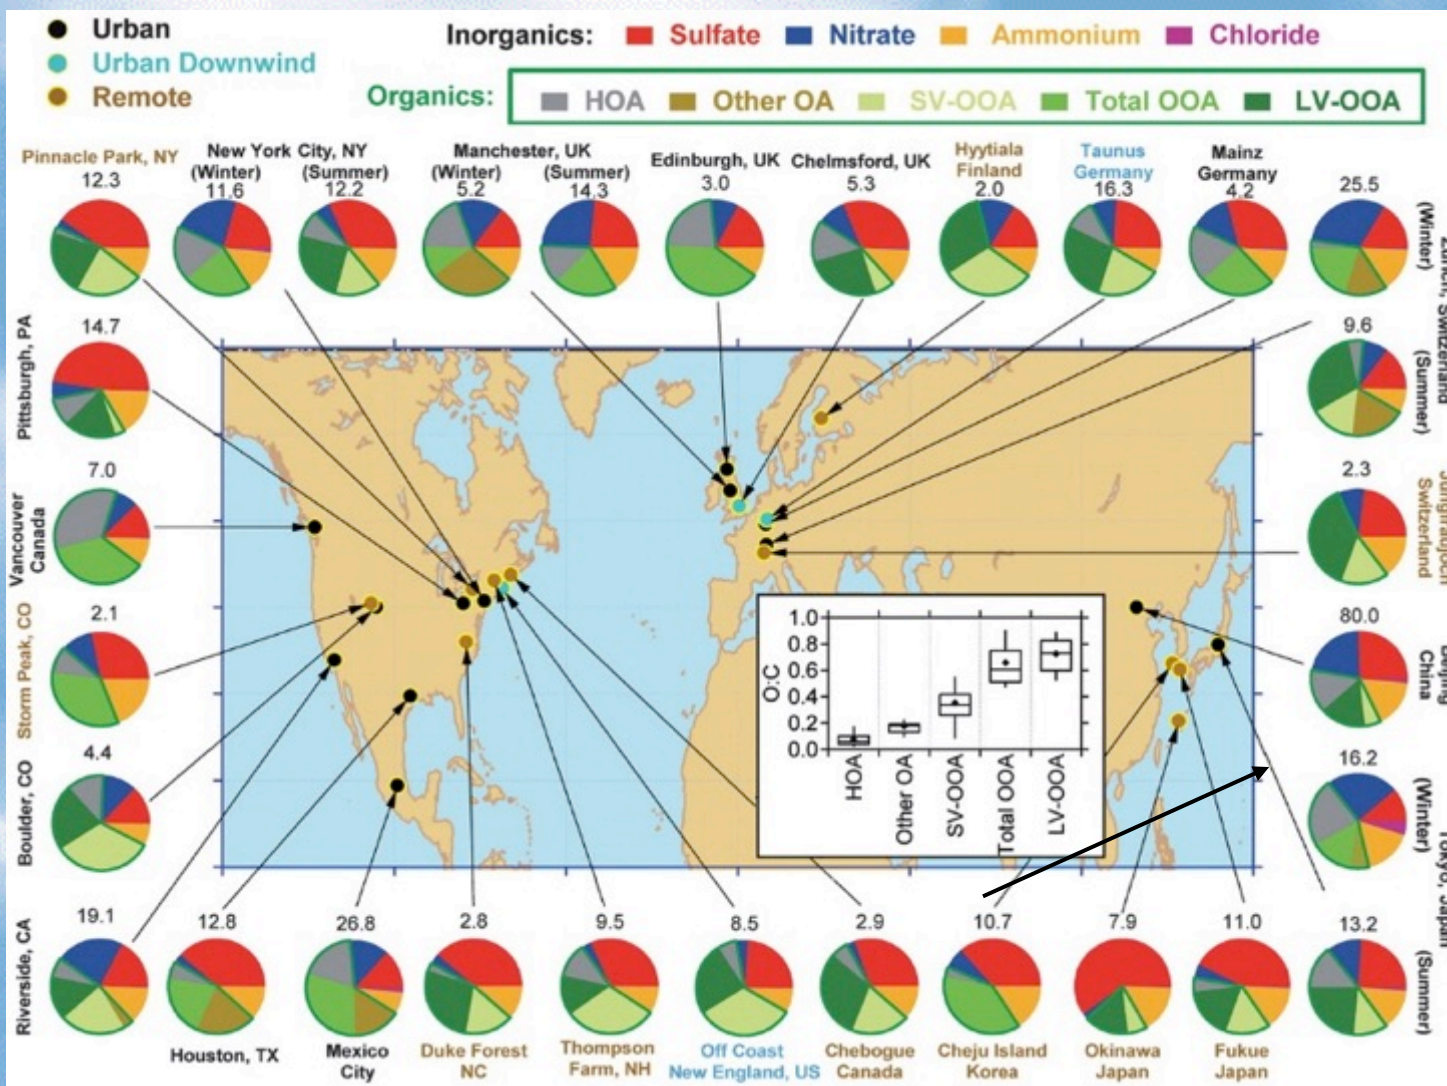 Urban
Urban Downwind
Remote
Inorganics: Sulfate Nitrate Ammonium Chloride
Organics: HOA Other OA SV-OOA Total OOA LV-OOA
Pinnacle Park, NY
12.3
New York City, NY
(Winter) (Summer)
11.6 12.2
Manchester, UK
(Winter) (Summer)
5.2 14.3
Edinburgh, UK
3.0
Chelmsford, UK
5.3
Hyytiala
Finland
2.0
Taunus
Germany
16.3
Mainz
Germany
4.2
25.5
(Winter)
Switzerland
9.6
(Summer)
Pittsburgh, PA
14.7
Vancouver
Canada
7.0
Storm Peak, CO
2.1
Boulder, CO
4.4
Riverside, CA
19.1
2.3
Switzerland
80.0
China
16.2
(Winter)
Japan
13.2
(Summer)
O:C
1.0
0.8
0.6
0.4
0.2
0.0
HOA
Other OA
SV-OOA
Total OOA
LV-OOA
12.8
Houston, TX
26.8
Mexico
City
2.8
Duke Forest
NC
9.5
Thompson
Farm, NH
8.5
Off Coast
New England, US
2.9
Chebogue
Canada
10.7
Cheju Island
Korea
7.9
Okinawa
Japan
11.0
Fukue
Japan